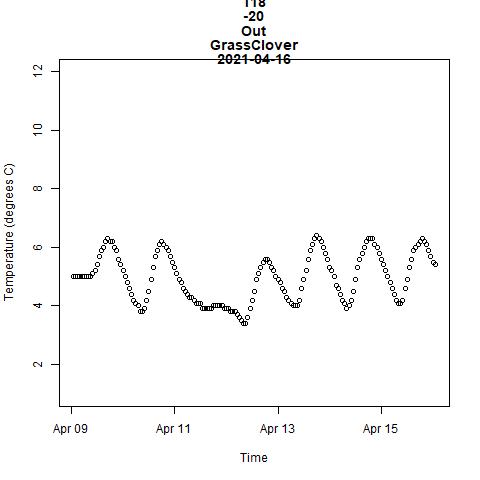 T18
-20
Out
GrassClover
2021-04-16
12
10
8
6
4
2
Temperature (degrees C)
Apr 09
Apr 11
Apr 13
Apr 15
Time